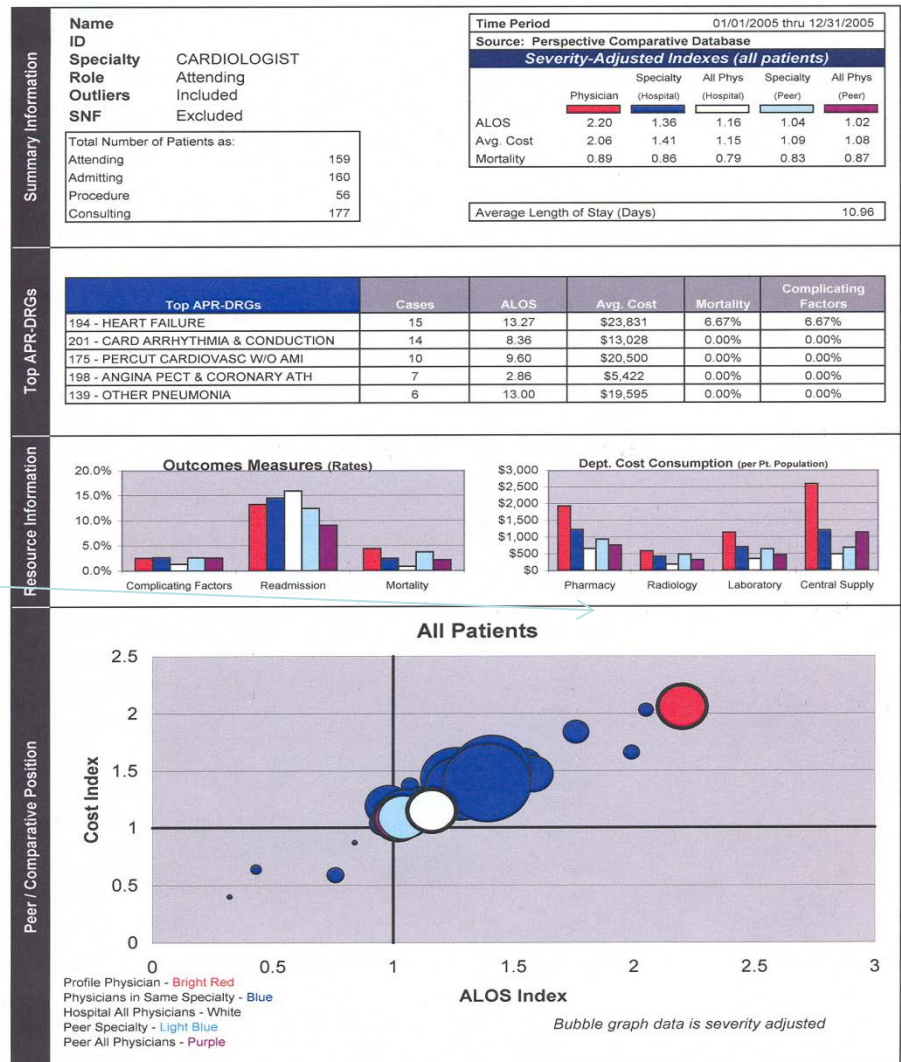 Summary Information
Name
ID
Specialty CARDIOLOGIST
Role Attending
Outliers Included
SNF Excluded
Total Number of Patients as:
Attending 159
Admitting 160
Procedure 56
Consulting 177
Time Period 01/01/2005 thru 12/31/2005
Source: Perspective Comparative Database
Severity-Adjusted Indexes (all patients)
Specialty All Phys Specialty All Phys
Physician (Hospital) (Hospital) (Peer) (Peer)
ALOS 2.20 1.36 1.16 1.04 1.02
Avg. Cost 2.06 1.41 1.15 1.09 1.08
Mortality 0.89 0.86 0.79 0.83 0.87
Average Length of Stay (Days) 10.96
Top APR-DRGs
Top APR-DRGs Cases ALOS Avg. Cost Mortality Complicating Factors
194 - HEART FAILURE 15 13.27 $23,831 6.67% 6.67%
201 - CARD ARRHYTHMIA & CONDUCTION 14 8.36 $13,028 0.00% 0.00%
175 - PERCUT CARDIOVASC W/O AMI 10 9.60 $20,500 0.00% 0.00%
198 - ANGINA PECT & CORONARY ATH 7 2.86 $5,422 0.00% 0.00%
139 - OTHER PNEUMONIA 6 13.00 $19,595 0.00% 0.00%
Resource Information
Outcomes Measures (Rates)
20.0%
15.0%
10.0%
5.0%
0.0%
Complicating Factors Readmission Mortality
Dept. Cost Consumption (per Pt. Population)
$3,000
$2,500
$2,000
$1,500
$1,000
$500
$0
Pharmacy Radiology Laboratory Central Supply
Peer / Comparative Position
All Patients
Cost Index
2.5
2
1.5
1
0.5
0
0 0.5 1 1.5 2 2.5 3
ALOS Index
Profile Physician - Bright Red
Physicians in Same Specialty - Blue
Hospital All Physicians - White
Peer Specialty - Light Blue
Peer All Physicians - Purple
Bubble graph data is severity adjusted